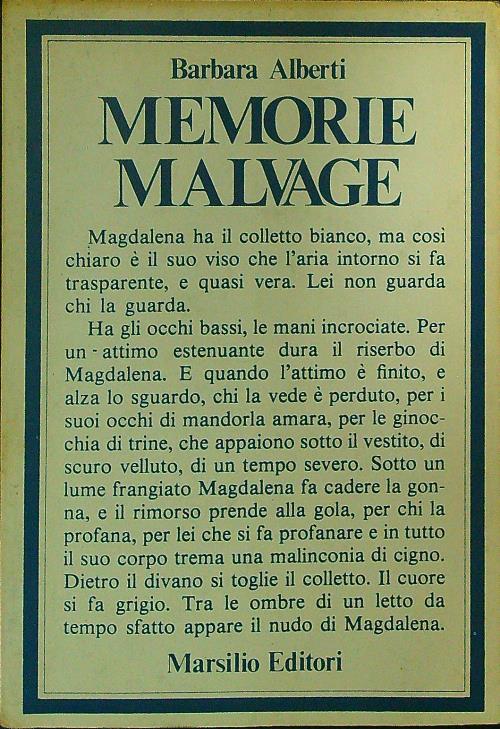 Barbara Alberti
MEMORIE
MALVAGE
Magdalena ha il colletto bianco, ma così
chiaro è il suo viso che l'aria intorno si fa
trasparente, e quasi vera. Lei non guarda
chi la guarda.
Ha gli occhi bassi, le mani incrociate. Per
un - attimo estenuante dura il riserbo di
Magdalena. E quando l'attimo è finito, e
alza lo sguardo, chi la vede è perduto, per i
suoi occhi di mandorla amara, per le ginoc-
chia di trine, che appaiono sotto il vestito, di
scuro velluto, di un tempo severo. Sotto un
lume frangiato Magdalena fa cadere la gon-
na, e il rimorso prende alla gola, per chi la
profana, per lei che si fa profanare e in tutto
il suo corpo trema una malinconia di cigno.
Dietro il divano si toglie il colletto. Il cuore
si fa grigio. Tra le ombre di un letto da
tempo sfatto appare il nudo di Magdalena.
Marsilio Editori